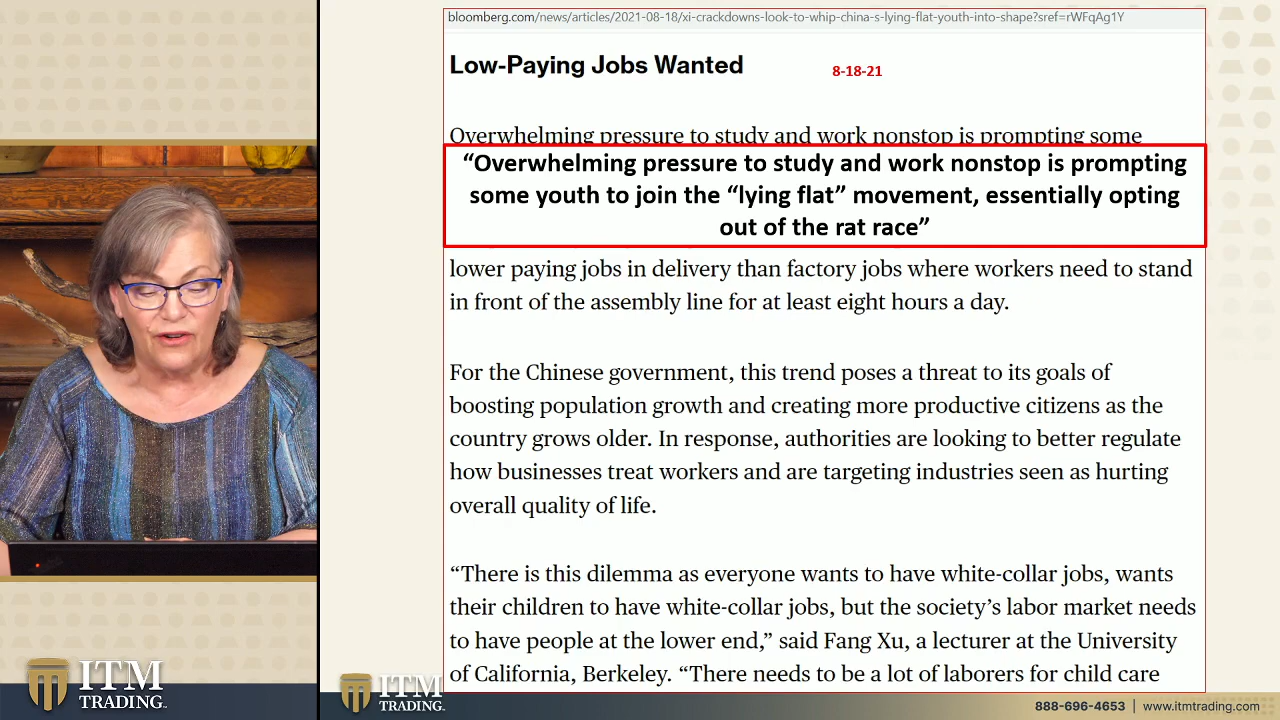 bloomberg.com/news/articles/2021-08-18/xi-crackdowns-look-to-whip-china-s-lying-flat-youth-into-shape?sref=rWFqAg1Y
Low-Paying Jobs Wanted
8-18-21
Overwhelming pressure to study and work nonstop is prompting some
“Overwhelming pressure to study and work nonstop is prompting
some youth to join the “lying flat” movement, essentially opting
out of the rat race”
lower paying jobs in delivery than factory jobs where workers need to stand
in front of the assembly line for at least eight hours a day.
For the Chinese government, this trend poses a threat to its goals of
boosting population growth and creating more productive citizens as the
country grows older. In response, authorities are looking to better regulate
how businesses treat workers and are targeting industries seen as hurting
overall quality of life.
“There is this dilemma as everyone wants to have white-collar jobs, wants
their children to have white-collar jobs, but the society’s labor market needs
to have people at the lower end,” said Fang Xu, a lecturer at the University
of California, Berkeley. “There needs to be a lot of laborers for child care
ITM
TRADING
ITM
TRADING
888-696-4653 | www.itmtrading.com